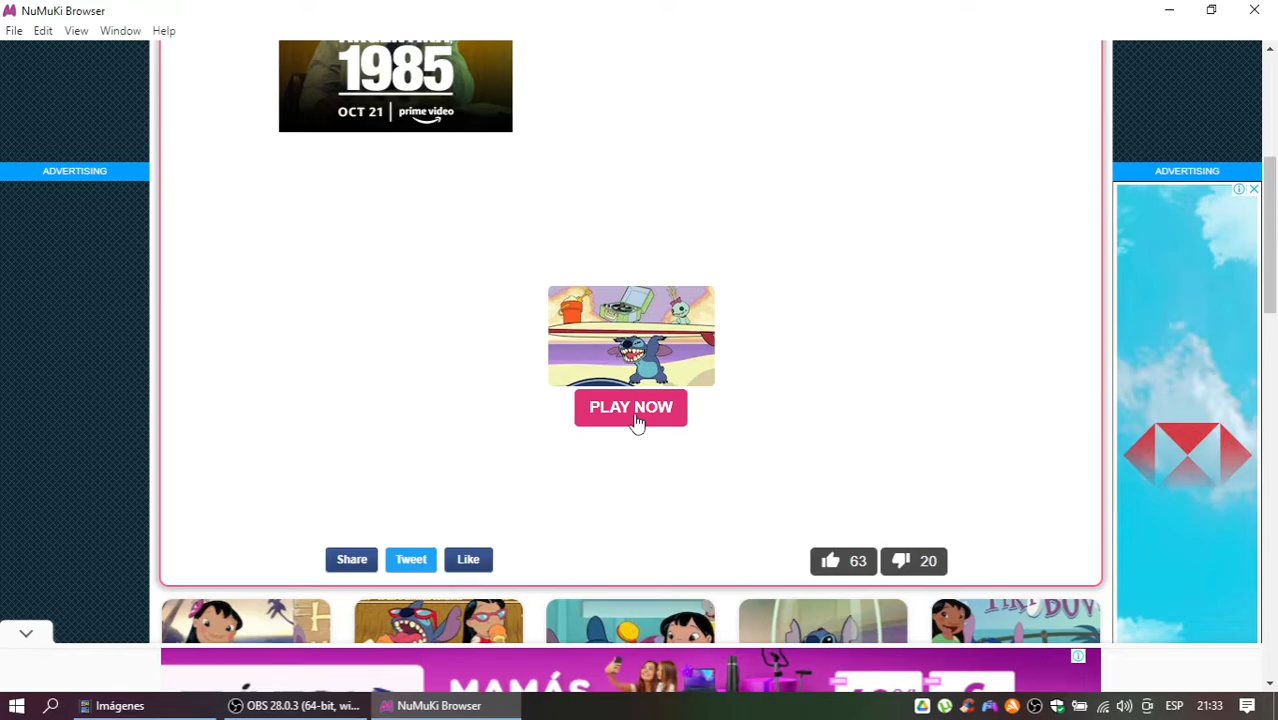 NuMuKi Browser
File Edit View Window Help
1985
OCT 21 | prime video
ADVERTISING
ADVERTISING
PLAY NOW
Share Tweet Like
63 20
MAMÁS
Imágenes
OBS 28.0.3 (64-bit, wi...
NuMuKi Browser
ESP 21:33